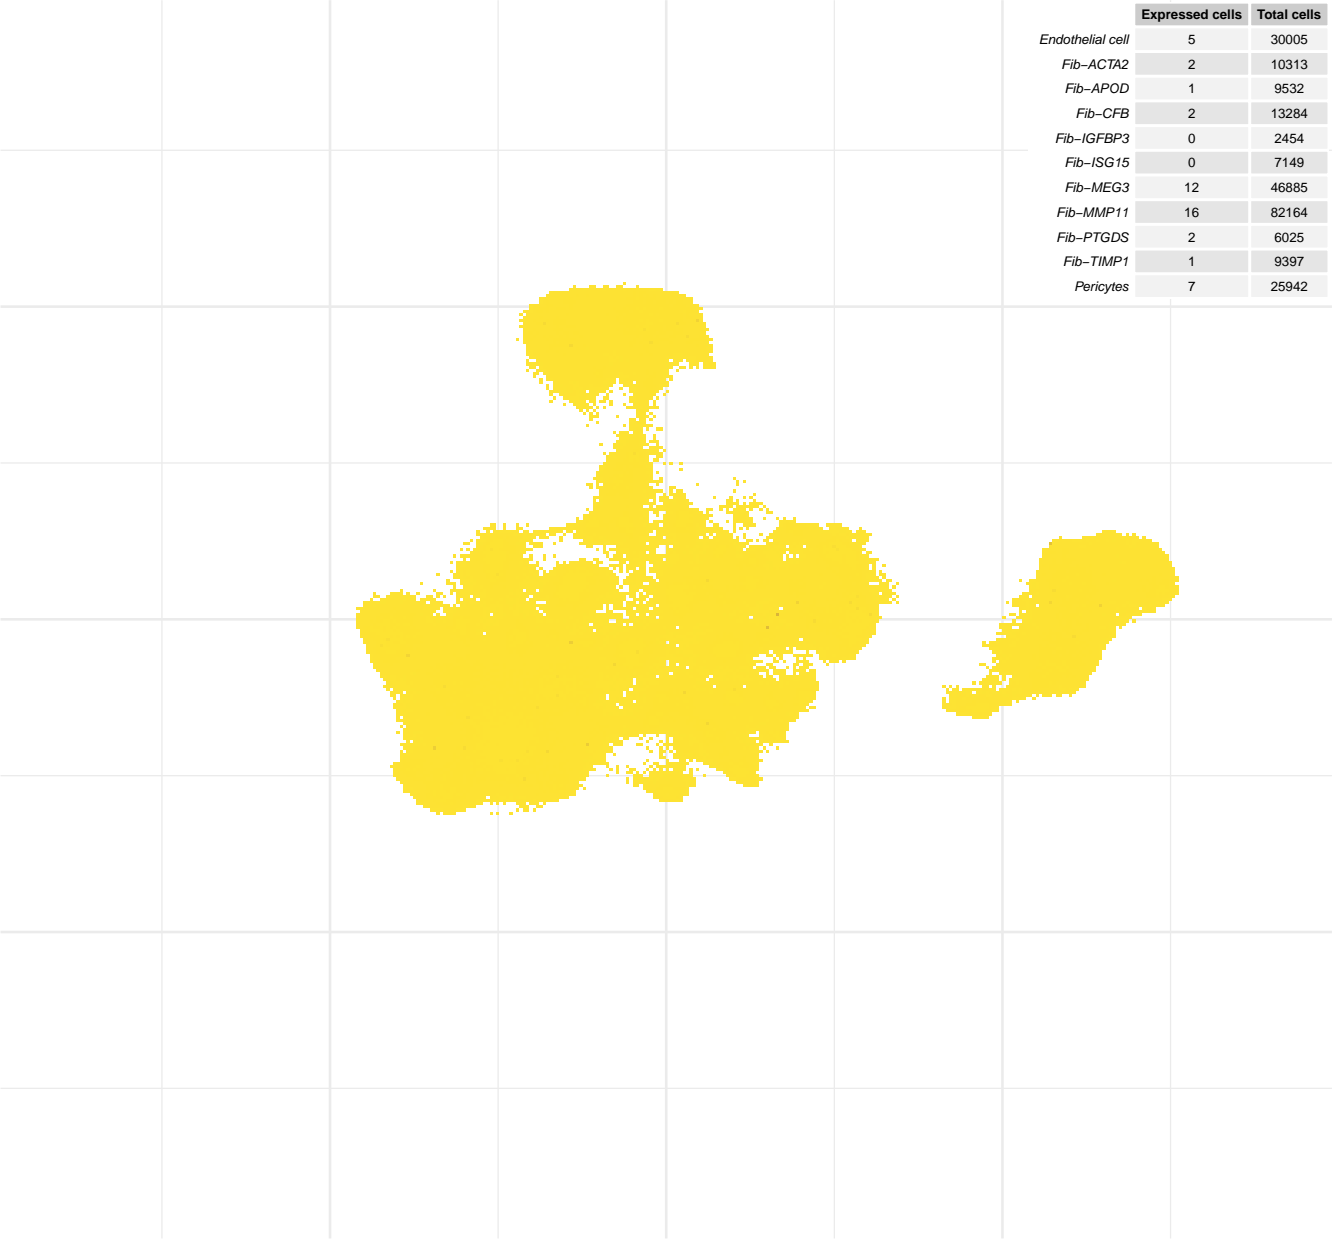 Expressed cells Total cells
Endothelial cell 5 30005
Fib−ACTA2 2 10313
Fib−APOD 1 9532
Fib−CFB 2 13284
Fib−IGFBP3 0 2454
Fib−ISG15 0 7149
Fib−MEG3 12 46885
Fib−MMP11 16 82164
Fib−PTGDS 2 6025
Fib−TIMP1 1 9397
Pericytes 7 25942